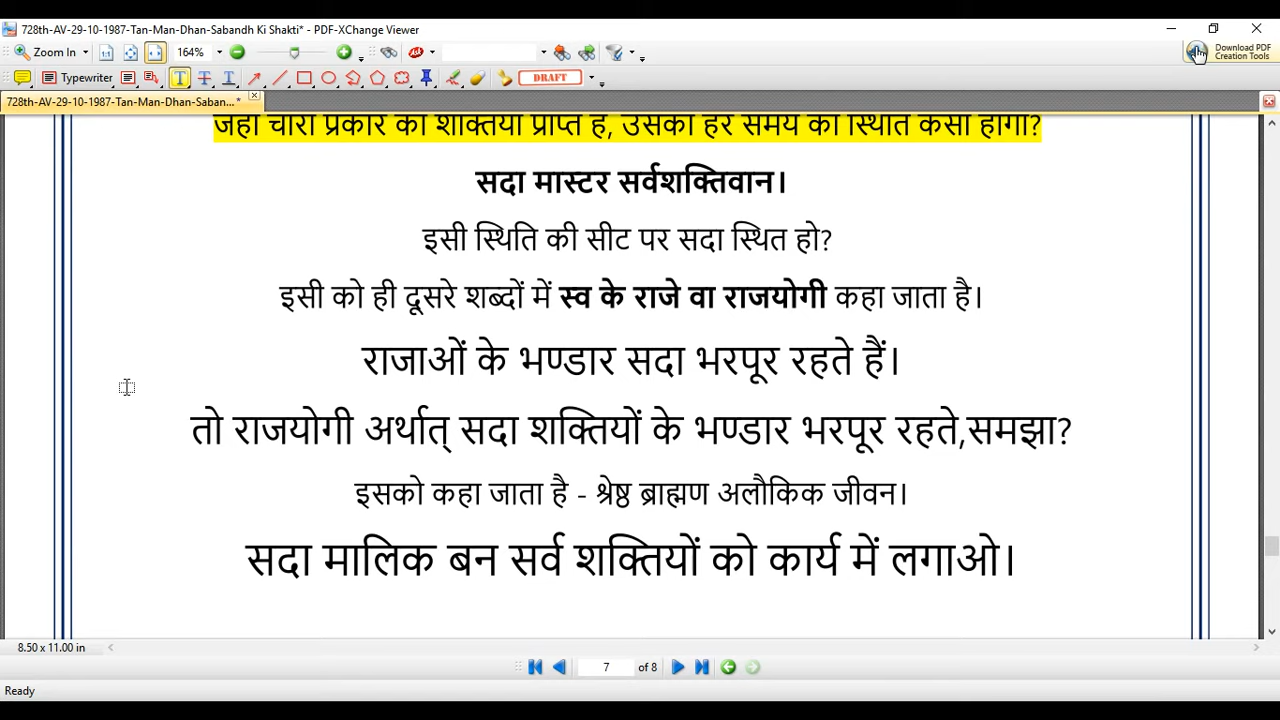 728th-AV-29-10-1987-Tan-Man-Dhan-Sabandh Ki Shakti* - PDF-XChange Viewer
Zoom In 164%
Download PDF
Creation Tools
Typewriter DRAFT
728th-AV-29-10-1987-Tan-Man-Dhan-Saban... *
जहाँ चारों प्रकार की शक्तियाँ प्राप्त हैं, उसकी हर समय की स्थिति कैसी होगी?
सदा मास्टर सर्वशक्तिवान।
इसी स्थिति की सीट पर सदा स्थित हो?
इसी को ही दूसरे शब्दों में स्व के राजे वा राजयोगी कहा जाता है।
राजाओं के भण्डार सदा भरपूर रहते हैं।
तो राजयोगी अर्थात् सदा शक्तियों के भण्डार भरपूर रहते,समझा?
इसको कहा जाता है - श्रेष्ठ ब्राह्मण अलौकिक जीवन।
सदा मालिक बन सर्व शक्तियों को कार्य में लगाओ।
8.50 x 11.00 in
7 of 8
Ready